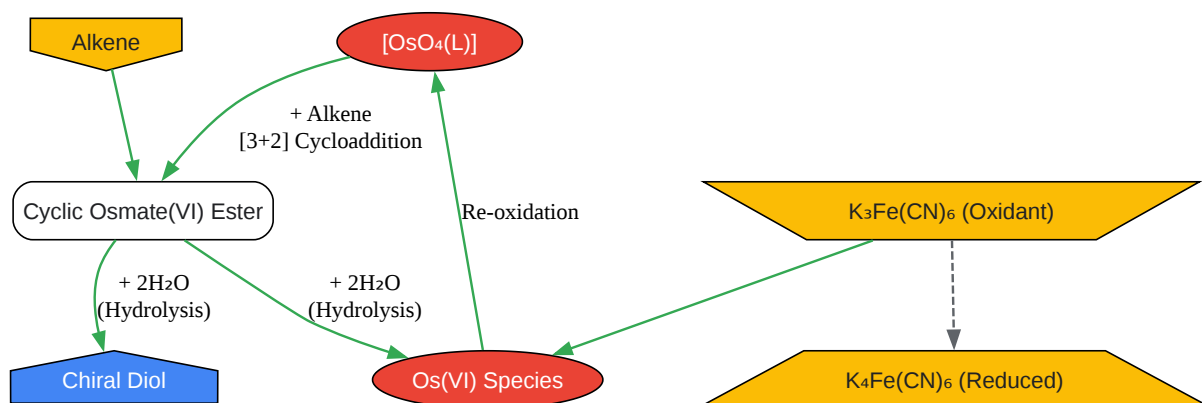 Alkene
[OsO₄(L)]
+ Alkene
[3+2] Cycloaddition
Cyclic Osmate(VI) Ester
Re-oxidation
K₃Fe(CN)₆ (Oxidant)
+ 2H₂O
(Hydrolysis)
+ 2H₂O
(Hydrolysis)
Chiral Diol
Os(VI) Species
K₄Fe(CN)₆ (Reduced)